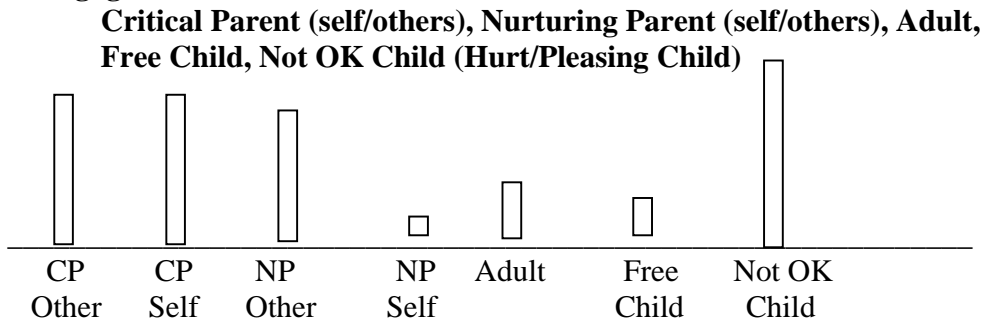 Critical Parent (self/others), Nurturing Parent (self/others), Adult,
Free Child, Not OK Child (Hurt/Pleasing Child)
CP CP NP NP Adult Free Not OK
Other Self Other Self Child Child